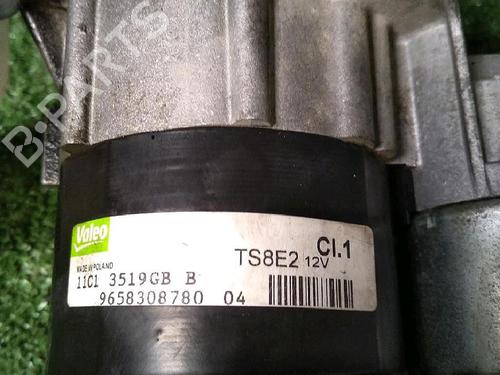 B-PARTS
Valeo
MADE IN POLAND
TS8E2 12V Cl.1
11C1 3519GB B
9658308780 04